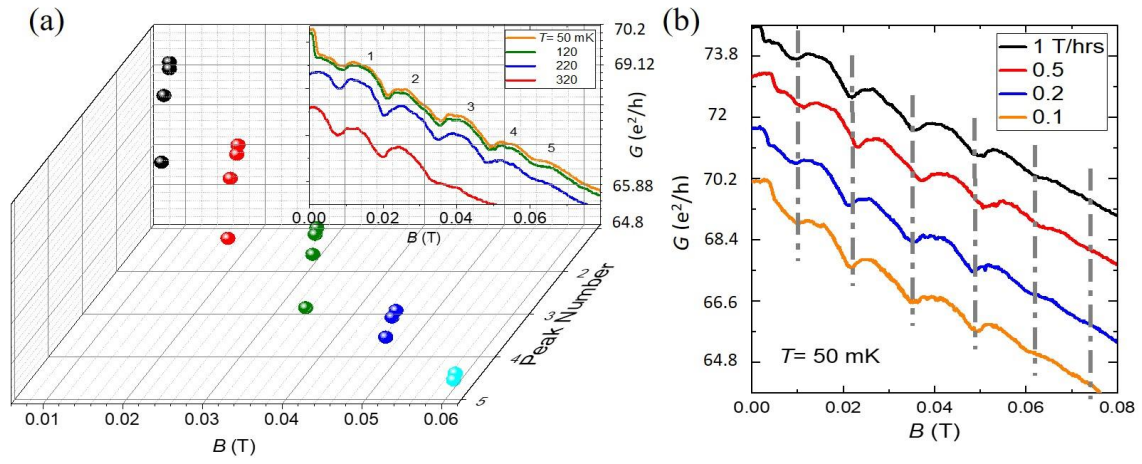 (a)
70.2
69.12
65.88
64.8
G (e²/h)
T= 50 mK
120
220
320
1
2
3
4
5
0.00 0.02 0.04 0.06
B (T)
2
3
4
5
Peak Number
0.01 0.02 0.03 0.04 0.05 0.06
B (T)
(b)
1 T/hrs
0.5
0.2
0.1
73.8
72
70.2
68.4
66.6
64.8
G (e²/h)
T= 50 mK
0.00 0.02 0.04 0.06 0.08
B (T)